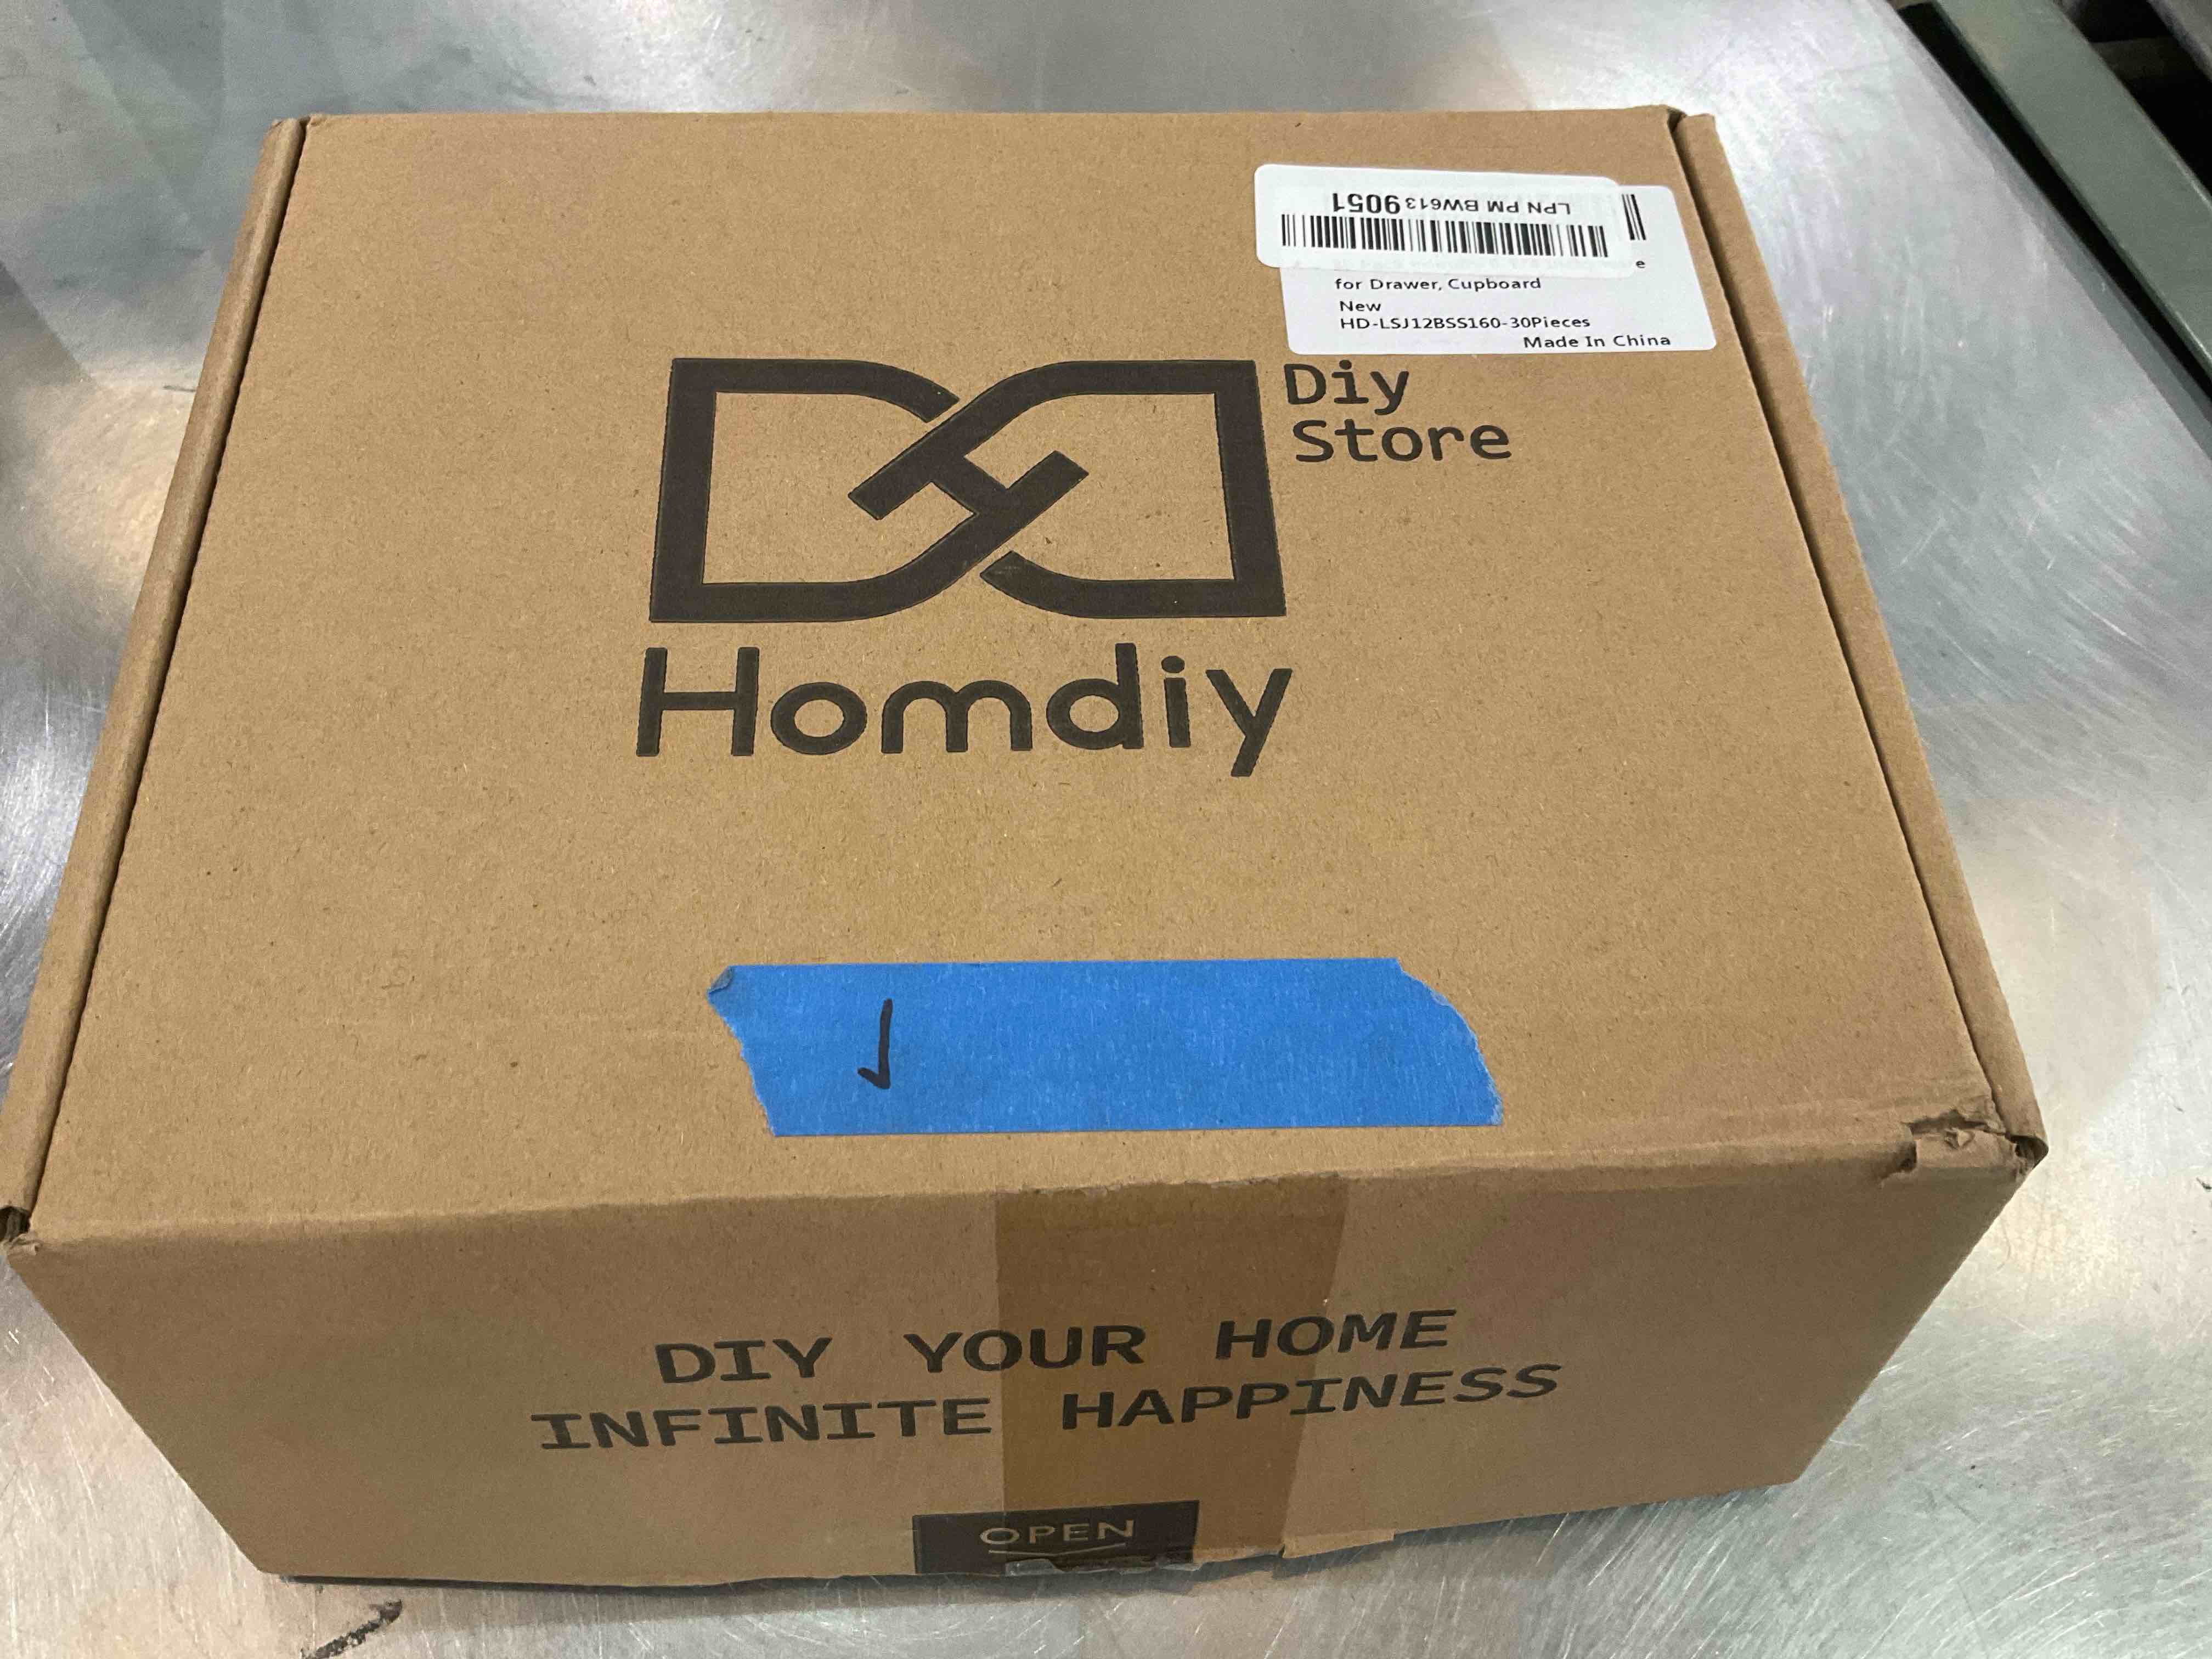 LPN PM BW6139051
e
for Drawer, Cupboard
New
HD-LSJ12BSS160-30Pieces
Made In China
Diy
Store
Homdiy
DIY YOUR HOME
INFINITE HAPPINESS
OPEN